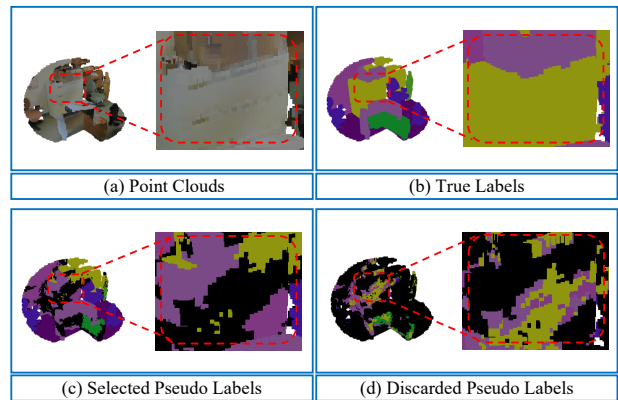 (a) Point Clouds
(b) True Labels
(c) Selected Pseudo Labels
(d) Discarded Pseudo Labels